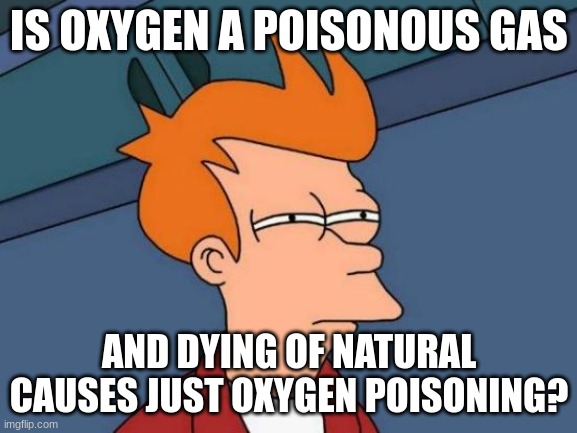 IS OXYGEN A POISONOUS GAS
AND DYING OF NATURAL
CAUSES JUST OXYGEN POISONING?
imgflip.com